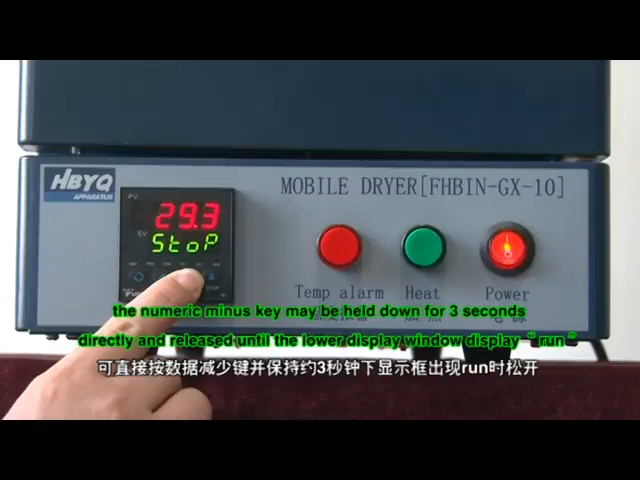 HBYQ
APPARATUS
MOBILE DRYER[FHBIN-GX-10]
PV
29.3
SV
StoP
Temp alarm
Heat
Power
the numeric minus key may be held down for 3 seconds
directly and released until the lower display window display “run”
可直接按数据减少键并保持约3秒钟下显示框出现run时松开